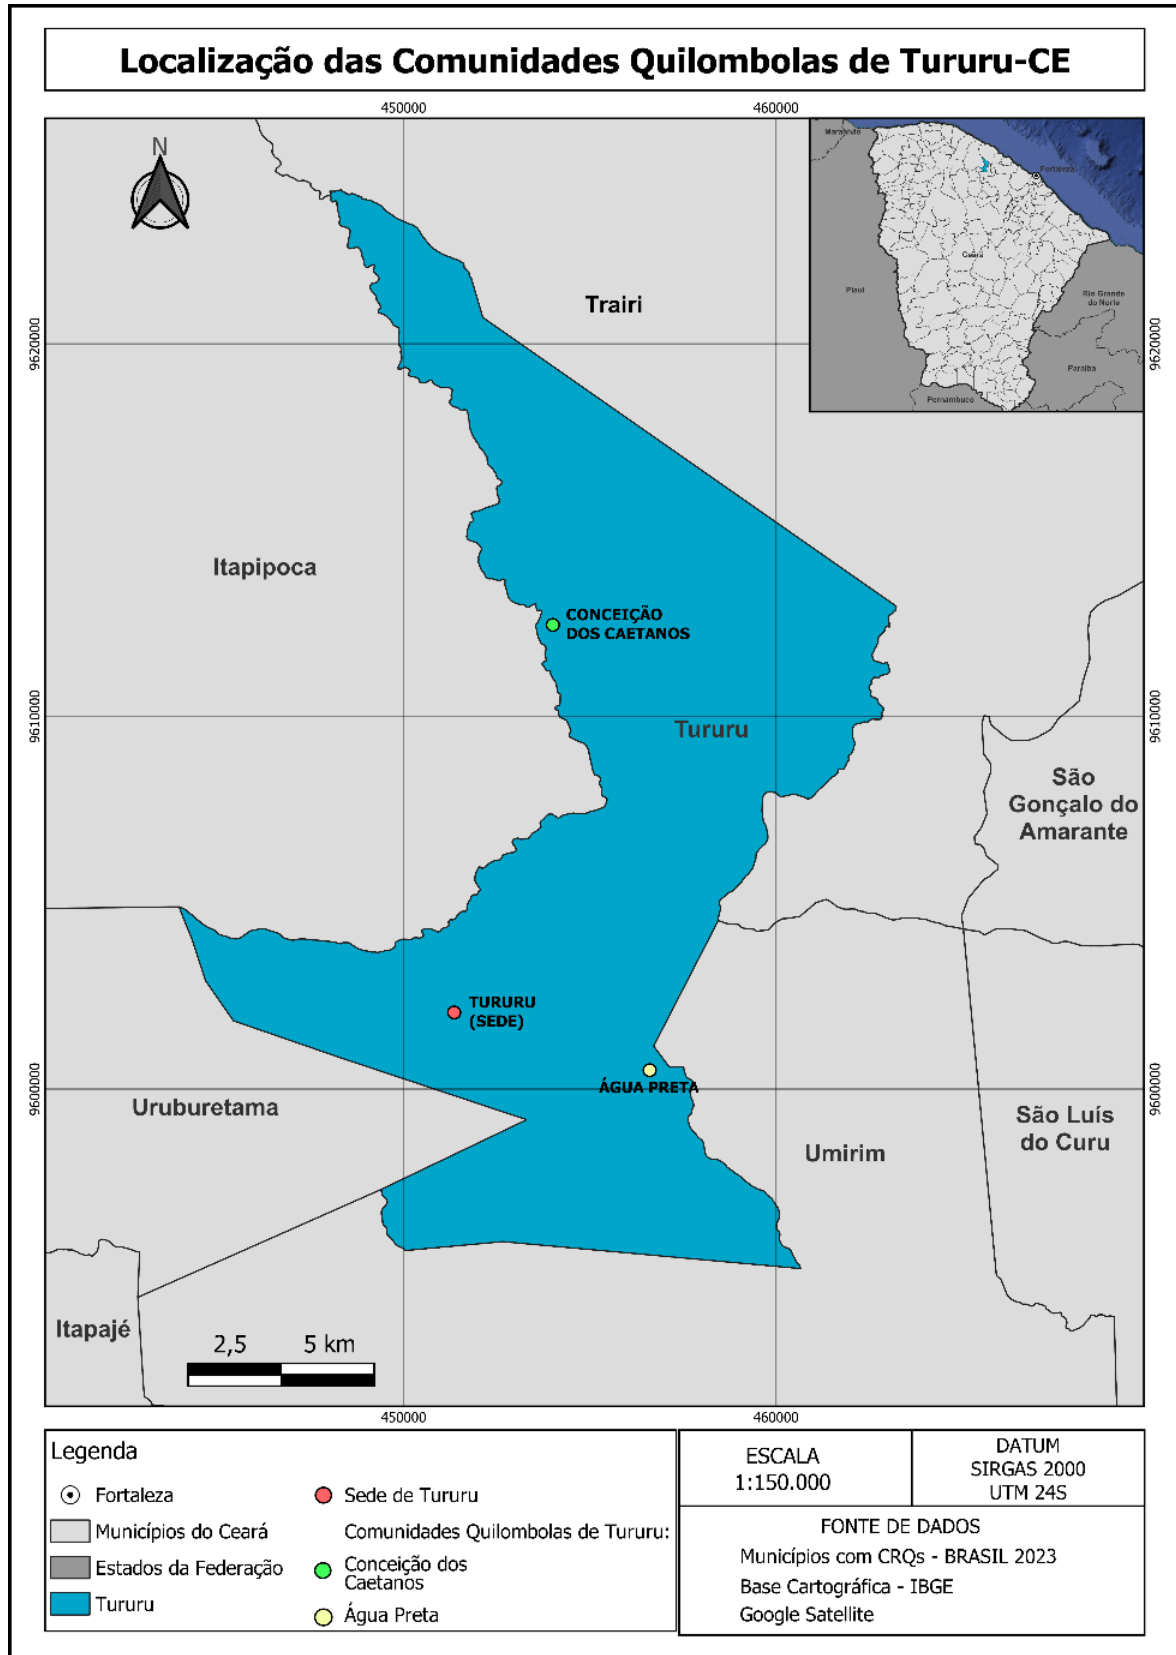 Localização das Comunidades Quilombolas de Tururu-CE
450000
460000
N
Maranhão
Fortaleza
Ceará
Piauí
Rio Grande
do Norte
Paraíba
Pernambuco
Trairi
9620000
9620000
Itapipoca
CONCEIÇÃO
DOS CAETANOS
9610000
9610000
Tururu
São
Gonçalo do
Amarante
TURURU
(SEDE)
ÁGUA PRETA
9600000
9600000
Uruburetama
Umirim
São Luís
do Curu
Itapajé
2,5
5 km
450000
460000
Legenda
Fortaleza
Municípios do Ceará
Estados da Federação
Tururu
Sede de Tururu
Comunidades Quilombolas de Tururu:
Conceição dos
Caetanos
Água Preta
ESCALA
1:150.000
DATUM
SIRGAS 2000
UTM 24S
FONTE DE DADOS
Municípios com CRQs - BRASIL 2023
Base Cartográfica - IBGE
Google Satellite